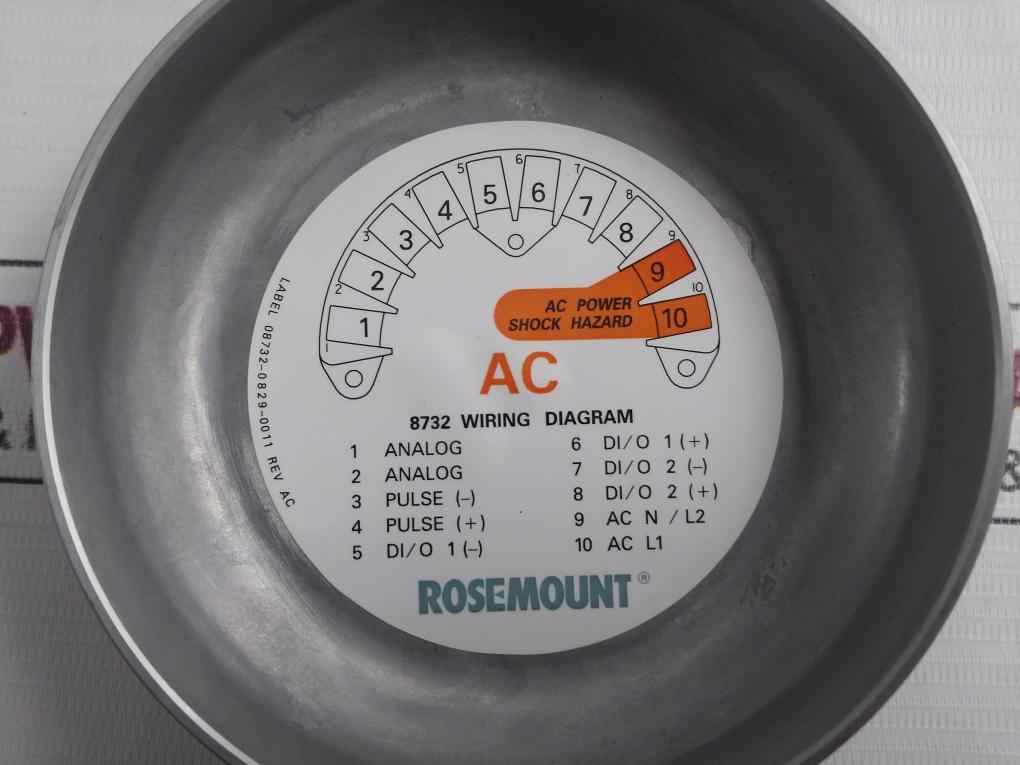 1 2 3 4 5 6 7 8 9 10
1 2 3 4 5 6 7 8 9 10
AC POWER
SHOCK HAZARD
AC
8732 WIRING DIAGRAM
1 ANALOG
2 ANALOG
3 PULSE (–)
4 PULSE (+)
5 DI/O 1 (–)
6 DI/O 1 (+)
7 DI/O 2 (–)
8 DI/O 2 (+)
9 AC N / L2
10 AC L1
ROSEMOUNT®
LABEL 08732-0829-0011 REV AC